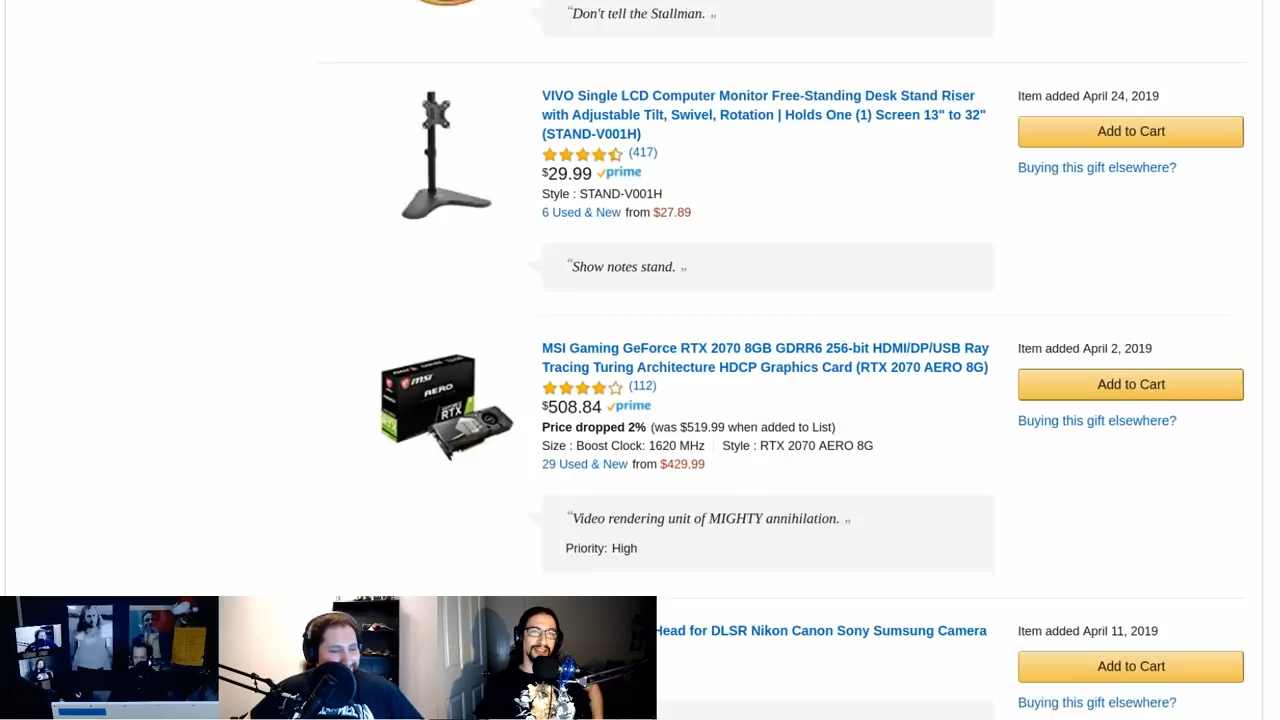 “Don't tell the Stallman. ”
VIVO Single LCD Computer Monitor Free-Standing Desk Stand Riser
with Adjustable Tilt, Swivel, Rotation | Holds One (1) Screen 13" to 32"
(STAND-V001H)
(417)
$29.99 prime
Style : STAND-V001H
6 Used & New from $27.89
Item added April 24, 2019
Add to Cart
Buying this gift elsewhere?
“Show notes stand. ”
msi
AERO
GEFORCE
RTX
MSI Gaming GeForce RTX 2070 8GB GDRR6 256-bit HDMI/DP/USB Ray
Tracing Turing Architecture HDCP Graphics Card (RTX 2070 AERO 8G)
(112)
$508.84 prime
Price dropped 2% (was $519.99 when added to List)
Size : Boost Clock: 1620 MHz | Style : RTX 2070 AERO 8G
29 Used & New from $429.99
Item added April 2, 2019
Add to Cart
Buying this gift elsewhere?
“Video rendering unit of MIGHTY annihilation. ”
Priority: High
Head for DLSR Nikon Canon Sony Sumsung Camera
Item added April 11, 2019
Add to Cart
Buying this gift elsewhere?